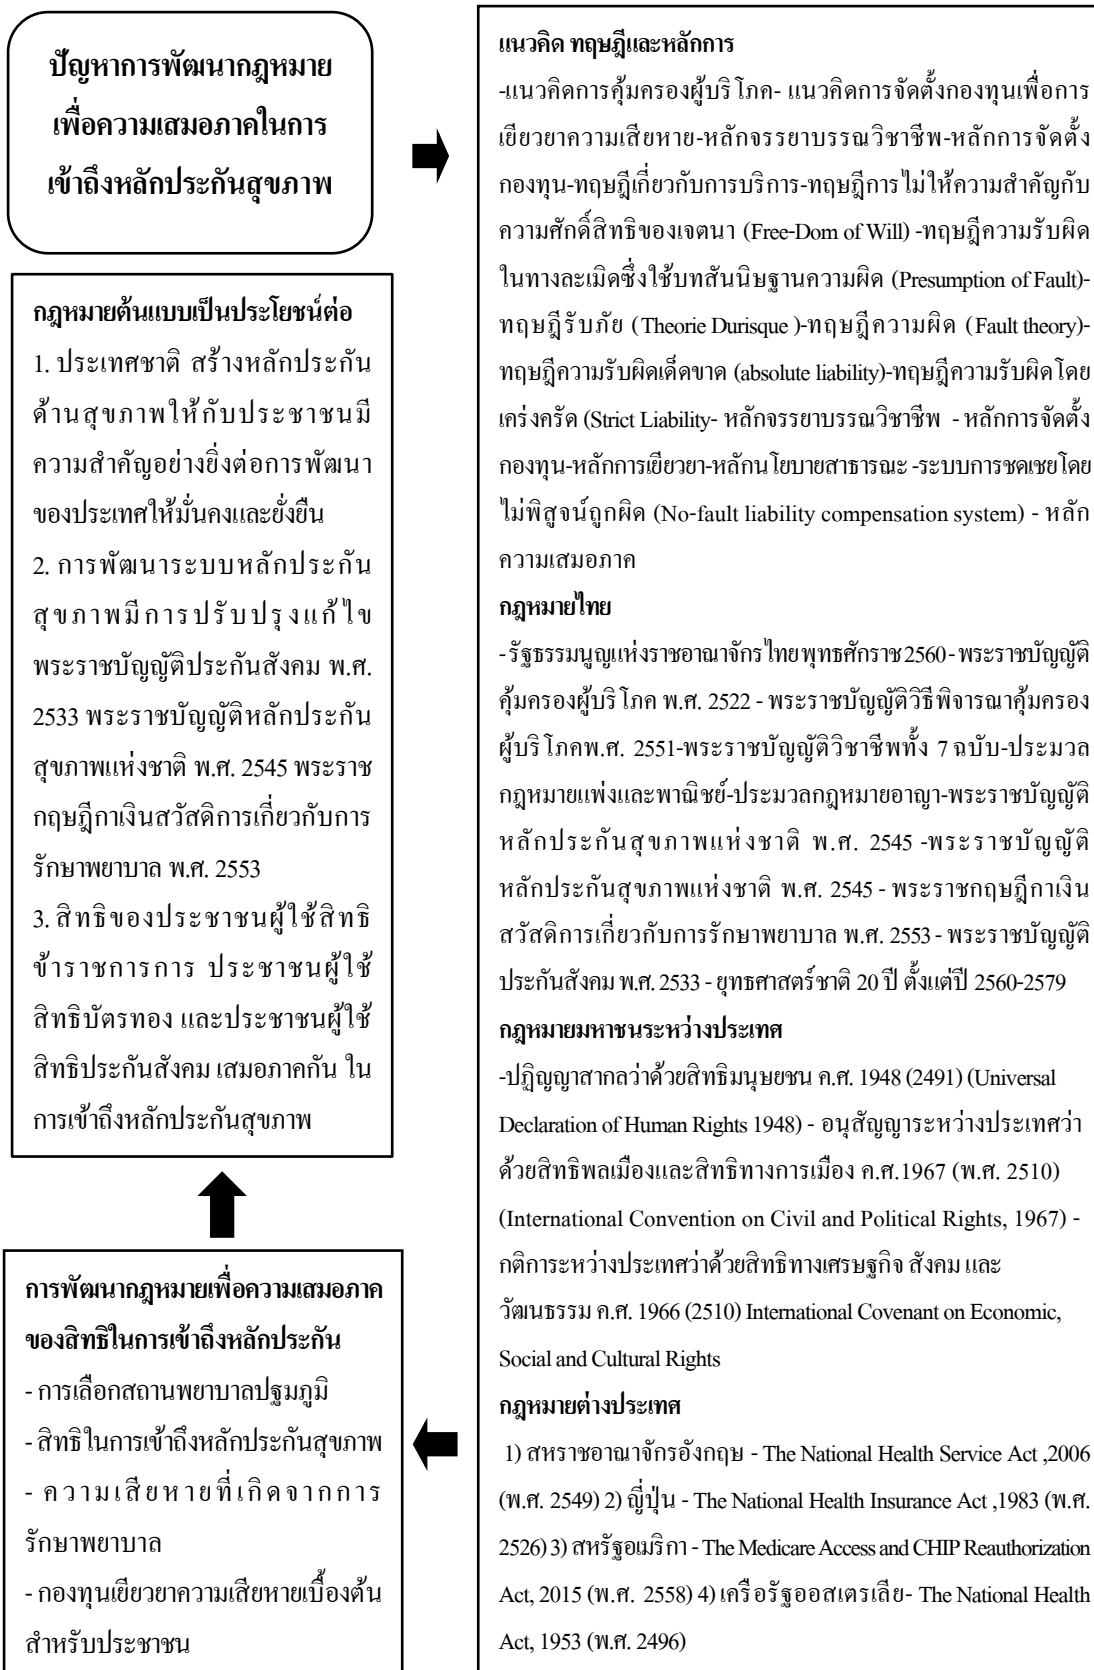 ปัญหาการพัฒนากฎหมาย
เพื่อความเสมอภาคในการ
เข้าถึงหลักประกันสุขภาพ
แนวคิด ทฤษฎีและหลักการ
-แนวคิดการคุ้มครองผู้บริโภค- แนวคิดการจัดตั้งกองทุนเพื่อการ
เยียวยาความเสียหาย-หลักจรรยาบรรณวิชาชีพ-หลักการจัดตั้ง
กองทุน-ทฤษฎีเกี่ยวกับการบริการ-ทฤษฎีการไม่ให้ความสำคัญกับ
ความศักดิ์สิทธิของเจตนา (Free-Dom of Will) -ทฤษฎีความรับผิด
ในทางละเมิดซึ่งใช้บทสันนิษฐานความผิด (Presumption of Fault)-
ทฤษฎีรับภัย (Theorie Durisque )-ทฤษฎีความผิด (Fault theory)-
ทฤษฎีความรับผิดเด็ดขาด (absolute liability)-ทฤษฎีความรับผิดโดย
เคร่งครัด (Strict Liability- หลักจรรยาบรรณวิชาชีพ - หลักการจัดตั้ง
กองทุน-หลักการเยียวยา-หลักนโยบายสาธารณะ -ระบบการชดเชยโดย
ไม่พิสูจน์ถูกผิด (No-fault liability compensation system) - หลัก
ความเสมอภาค
กฎหมายไทย
-รัฐธรรมนูญแห่งราชอาณาจักรไทยพุทธศักราช 2560 - พระราชบัญญัติ
คุ้มครองผู้บริโภค พ.ศ. 2522 - พระราชบัญญัติวิธีพิจารณาคุ้มครอง
ผู้บริโภคพ.ศ. 2551-พระราชบัญญัติวิชาชีพทั้ง 7 ฉบับ-ประมวล
กฎหมายแพ่งและพาณิชย์-ประมวลกฎหมายอาญา-พระราชบัญญัติ
หลักประกันสุขภาพแห่งชาติ พ.ศ. 2545 -พระราชบัญญัติ
หลักประกันสุขภาพแห่งชาติ พ.ศ. 2545 - พระราชกฤษฎีกาเงิน
สวัสดิการเกี่ยวกับการรักษาพยาบาล พ.ศ. 2553 - พระราชบัญญัติ
ประกันสังคม พ.ศ. 2533 - ยุทธศาสตร์ชาติ 20 ปี ตั้งแต่ปี 2560-2579
กฎหมายมหาชนระหว่างประเทศ
-ปฏิญญาสากลว่าด้วยสิทธิมนุษยชน ค.ศ. 1948 (2491) (Universal
Declaration of Human Rights 1948) - อนุสัญญาระหว่างประเทศว่า
ด้วยสิทธิพลเมืองและสิทธิทางการเมือง ค.ศ.1967 (พ.ศ. 2510)
(International Convention on Civil and Political Rights, 1967) -
กติการะหว่างประเทศว่าด้วยสิทธิทางเศรษฐกิจ สังคม และ
วัฒนธรรม ค.ศ. 1966 (2510) International Covenant on Economic,
Social and Cultural Rights
กฎหมายต่างประเทศ
1) สหราชอาณาจักรอังกฤษ - The National Health Service Act ,2006
(พ.ศ. 2549) 2) ญี่ปุ่น - The National Health Insurance Act ,1983 (พ.ศ.
2526) 3) สหรัฐอเมริกา - The Medicare Access and CHIP Reauthorization
Act, 2015 (พ.ศ. 2558) 4) เครือรัฐออสเตรเลีย- The National Health
Act, 1953 (พ.ศ. 2496)
การพัฒนากฎหมายเพื่อความเสมอภาค
ของสิทธิในการเข้าถึงหลักประกัน
- การเลือกสถานพยาบาลปฐมภูมิ
- สิทธิในการเข้าถึงหลักประกันสุขภาพ
- ความเสียหายที่เกิดจากการ
รักษาพยาบาล
- กองทุนเยียวยาความเสียหายเบื้องต้น
สำหรับประชาชน
กฎหมายต้นแบบเป็นประโยชน์ต่อ
1. ประเทศชาติ สร้างหลักประกัน
ด้านสุขภาพให้กับประชาชนมี
ความสำคัญอย่างยิ่งต่อการพัฒนา
ของประเทศให้มั่นคงและยั่งยืน
2. การพัฒนาระบบหลักประกัน
สุขภาพมีการปรับปรุงแก้ไข
พระราชบัญญัติประกันสังคม พ.ศ.
2533 พระราชบัญญัติหลักประกัน
สุขภาพแห่งชาติ พ.ศ. 2545 พระราช
กฤษฎีกาเงินสวัสดิการเกี่ยวกับการ
รักษาพยาบาล พ.ศ. 2553
3. สิทธิของประชาชนผู้ใช้สิทธิ
ข้าราชการการ ประชาชนผู้ใช้
สิทธิบัตรทอง และประชาชนผู้ใช้
สิทธิประกันสังคม เสมอภาคกัน ใน
การเข้าถึงหลักประกันสุขภาพ